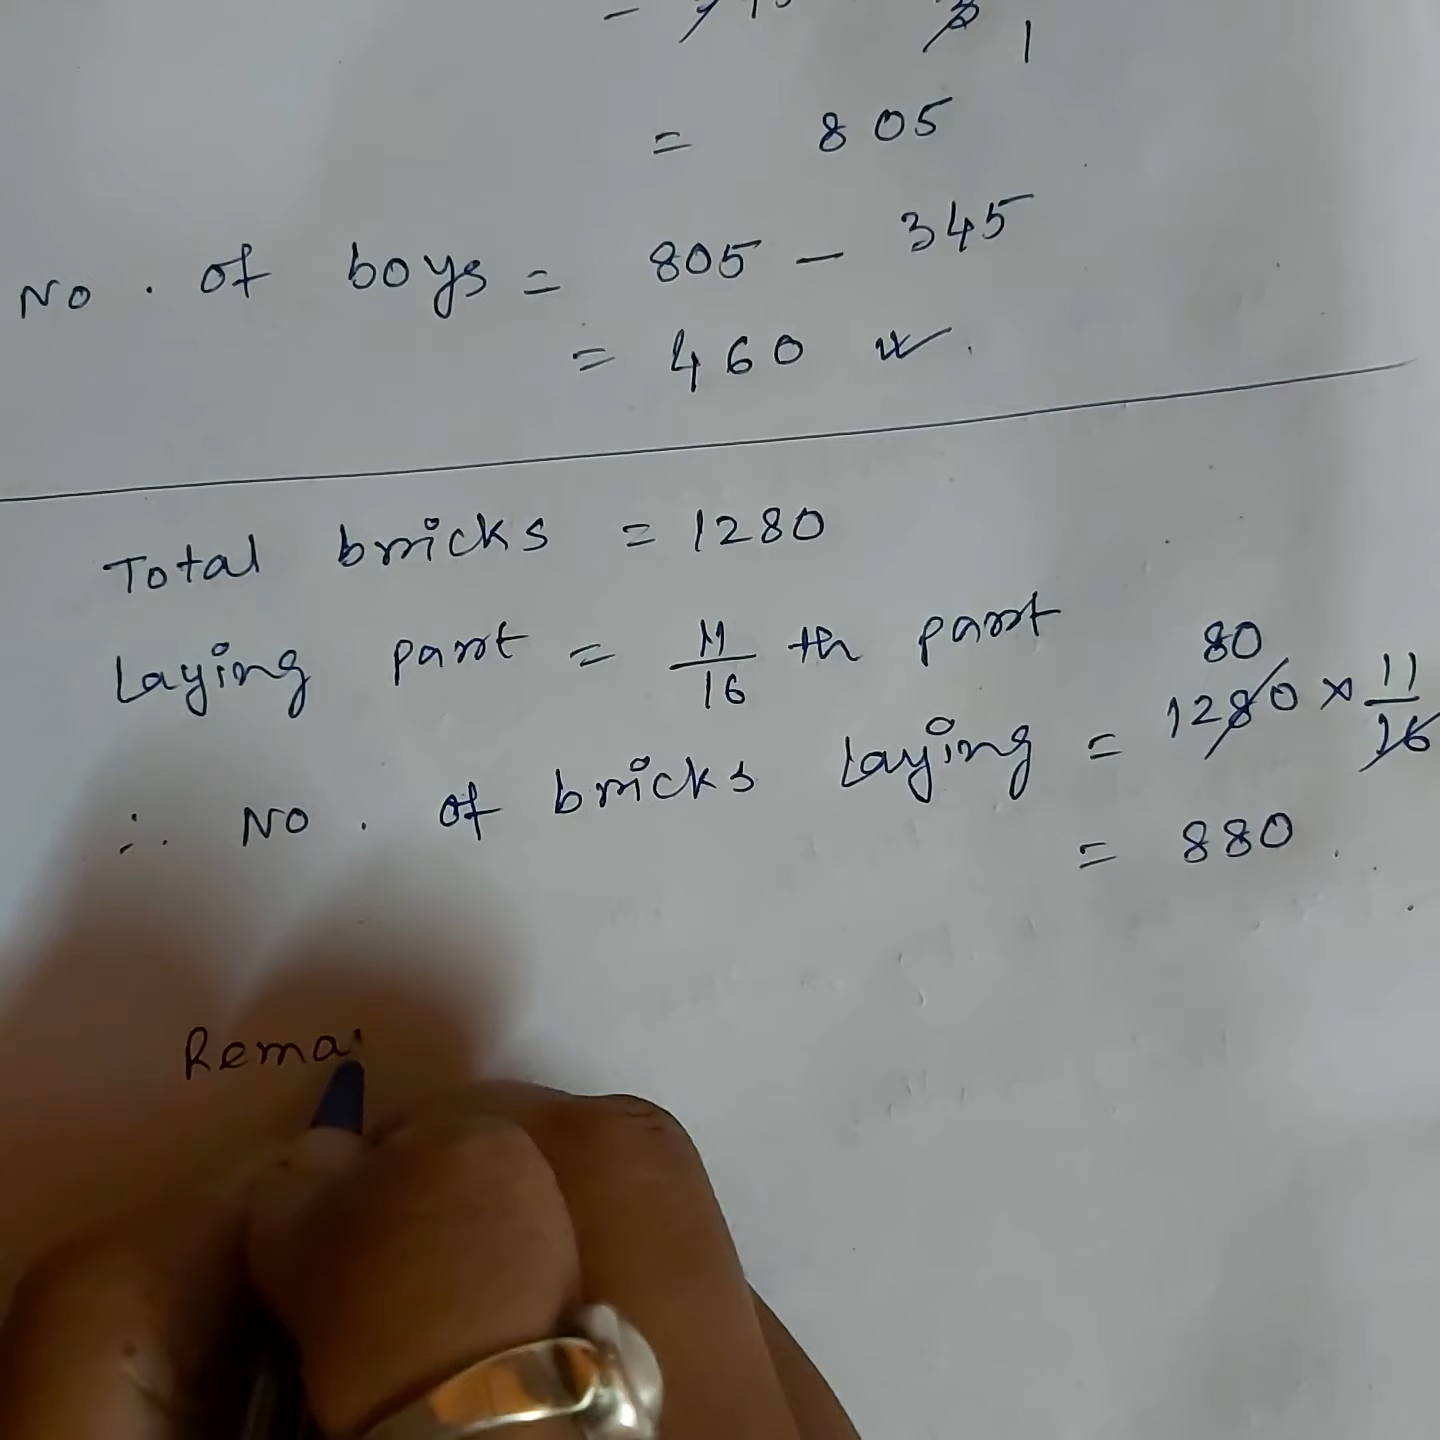 = 805
No. of boys = 805 - 345
= 460
Total bricks = 1280
Laying part = 11/16 th part
∴ No. of bricks laying = 1280 × 11/16
80
= 880.
Rema